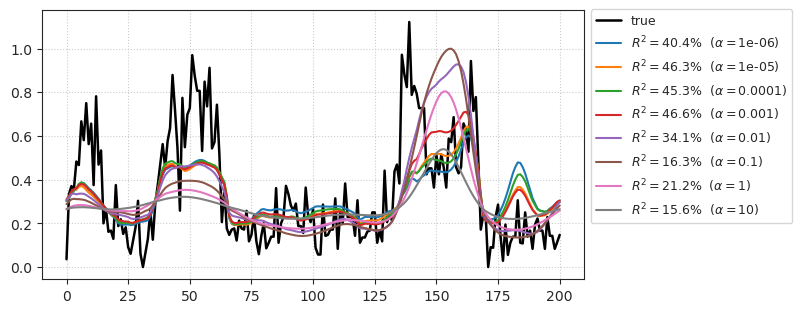 true
R² = 40.4% (α = 1e-06)
R² = 46.3% (α = 1e-05)
R² = 45.3% (α = 0.0001)
R² = 46.6% (α = 0.001)
R² = 34.1% (α = 0.01)
R² = 16.3% (α = 0.1)
R² = 21.2% (α = 1)
R² = 15.6% (α = 10)
1.0
0.8
0.6
0.4
0.2
0.0
0 25 50 75 100 125 150 175 200